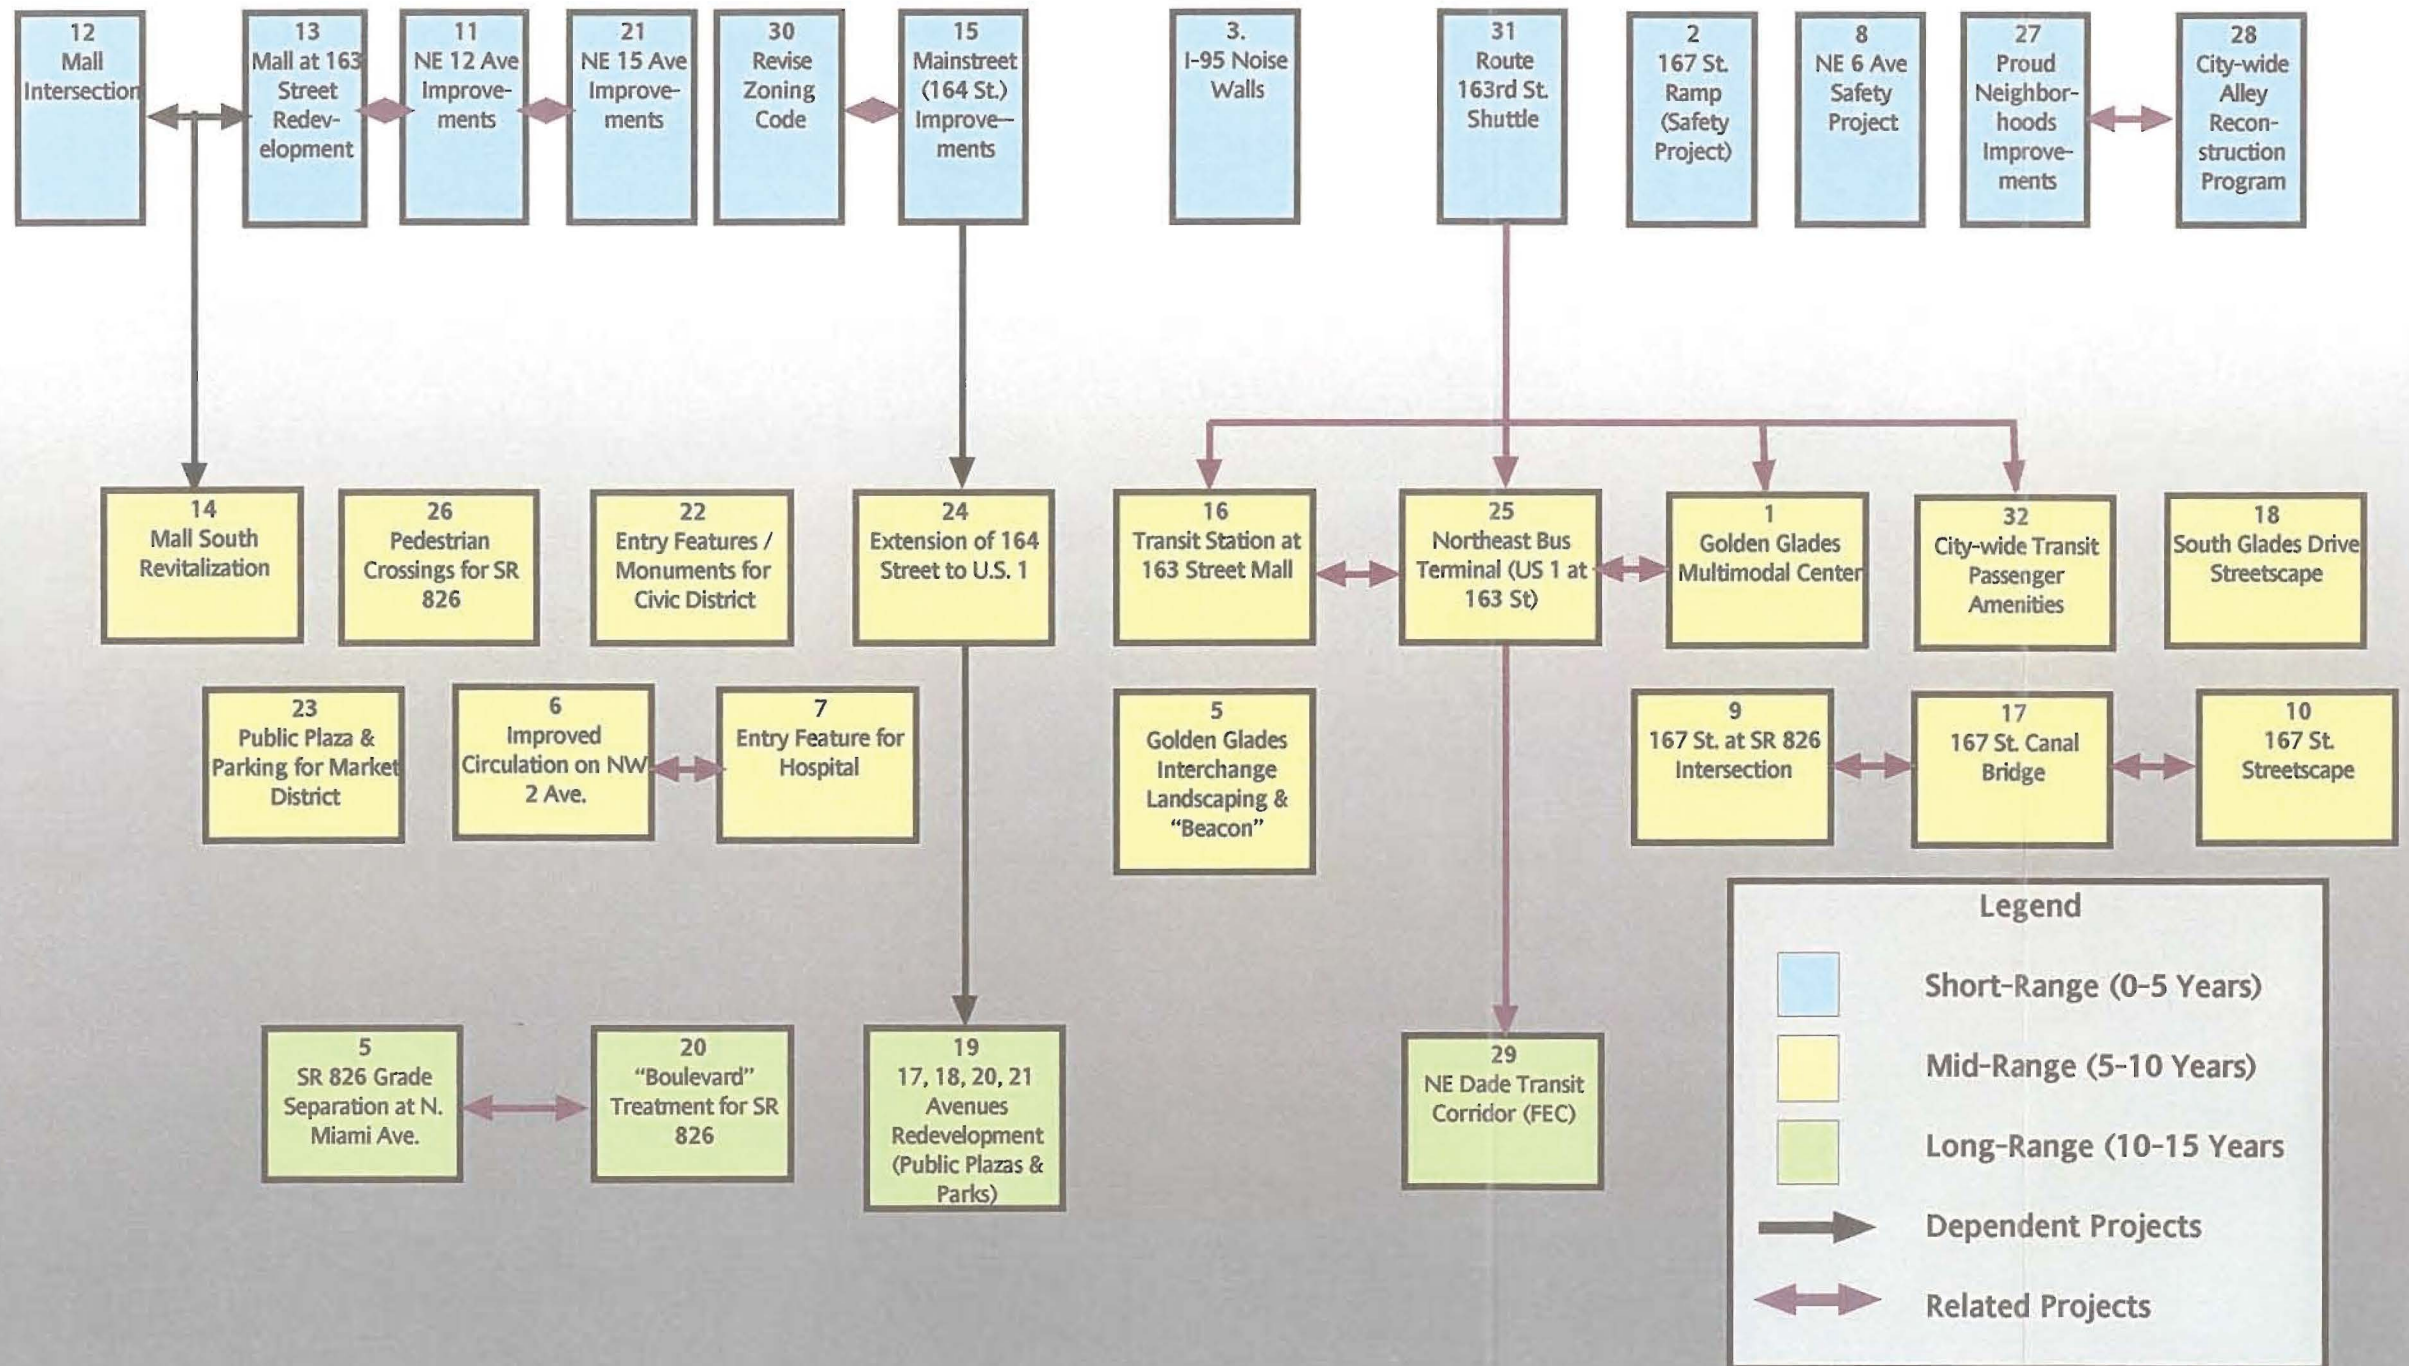 12
Mall
Intersection
13
Mall at 163
Street
Redev-
elopment
11
NE 12 Ave
Improve-
ments
21
NE 15 Ave
Improve-
ments
30
Revise
Zoning
Code
15
Mainstreet
(164 St.)
Improve-
ments
3.
I-95 Noise
Walls
31
Route
163rd St.
Shuttle
2
167 St.
Ramp
(Safety
Project)
8
NE 6 Ave
Safety
Project
27
Proud
Neighbor-
hoods
Improve-
ments
28
City-wide
Alley
Recon-
struction
Program
14
Mall South
Revitalization
26
Pedestrian
Crossings for SR
826
22
Entry Features /
Monuments for
Civic District
24
Extension of 164
Street to U.S. 1
16
Transit Station at
163 Street Mall
25
Northeast Bus
Terminal (US 1 at
163 St)
1
Golden Glades
Multimodal Center
32
City-wide Transit
Passenger
Amenities
18
South Glades Drive
Streetscape
23
Public Plaza &
Parking for Market
District
6
Improved
Circulation on NW
2 Ave.
7
Entry Feature for
Hospital
5
Golden Glades
Interchange
Landscaping &
“Beacon”
9
167 St. at SR 826
Intersection
17
167 St. Canal
Bridge
10
167 St.
Streetscape
5
SR 826 Grade
Separation at N.
Miami Ave.
20
“Boulevard”
Treatment for SR
826
19
17, 18, 20, 21
Avenues
Redevelopment
(Public Plazas &
Parks)
29
NE Dade Transit
Corridor (FEC)
Legend
Short-Range (0-5 Years)
Mid-Range (5-10 Years)
Long-Range (10-15 Years
Dependent Projects
Related Projects